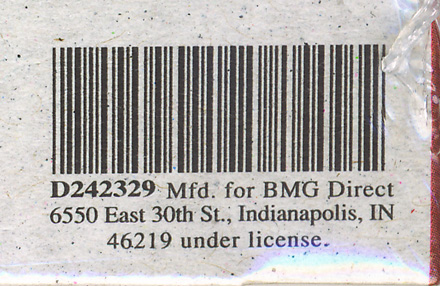 D242329 Mfd. for BMG Direct
6550 East 30th St., Indianapolis, IN
46219 under license.